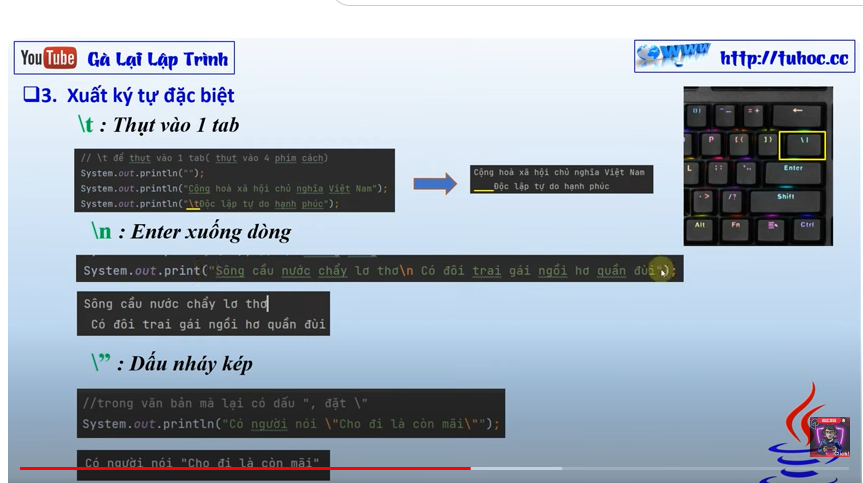 YouTube Gà Lại Lập Trình
www http://tuhoc.cc
3. Xuất ký tự đặc biệt
\t : Thụt vào 1 tab
// \t để thụt vào 1 tab( thụt váo 4 phím cách)
System.out.println("");
System.out.println("Cộng hoà xã hội chủ nghĩa Việt Nam");
System.out.println("\tĐộc lập tự do hạnh phúc");
Cộng hoà xã hội chủ nghĩa Việt Nam
Độc lập tự do hạnh phúc
\n : Enter xuống dòng
System.out.print("Sông cầu nước chẩy lơ thơ\n Có đôi trai gái ngồi hơ quần đùi");
Sông cầu nước chẩy lơ thơ
Có đôi trai gái ngồi hơ quần đùi
\” : Dấu nháy kép
//trong văn bản mà lại có dấu ", đặt \"
System.out.println("Có người nói \"Cho đi là còn mãi\"");
Có người nói "Cho đi là còn mãi"
P
{ [
} ]
\ |
L
: ;
" '
Enter
>
? /
Shift
Alt
Fn
Ctrl
Click!